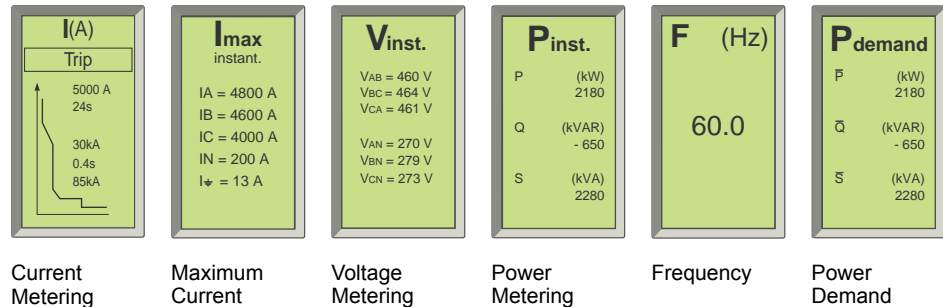 I(A)
Trip
5000 A
24s
30kA
0.4s
85kA
Imax
instant.
IA = 4800 A
IB = 4600 A
IC = 4000 A
IN = 200 A
I⏚ = 13 A
Vinst.
VAB = 460 V
VBC = 464 V
VCA = 461 V
VAN = 270 V
VBN = 279 V
VCN = 273 V
Pinst.
P (kW)
2180
Q (kVAR)
- 650
S (kVA)
2280
F (Hz)
60.0
Pdemand
P̅ (kW)
2180
Q̅ (kVAR)
- 650
S̅ (kVA)
2280
Current
Metering
Maximum
Current
Voltage
Metering
Power
Metering
Frequency
Power
Demand